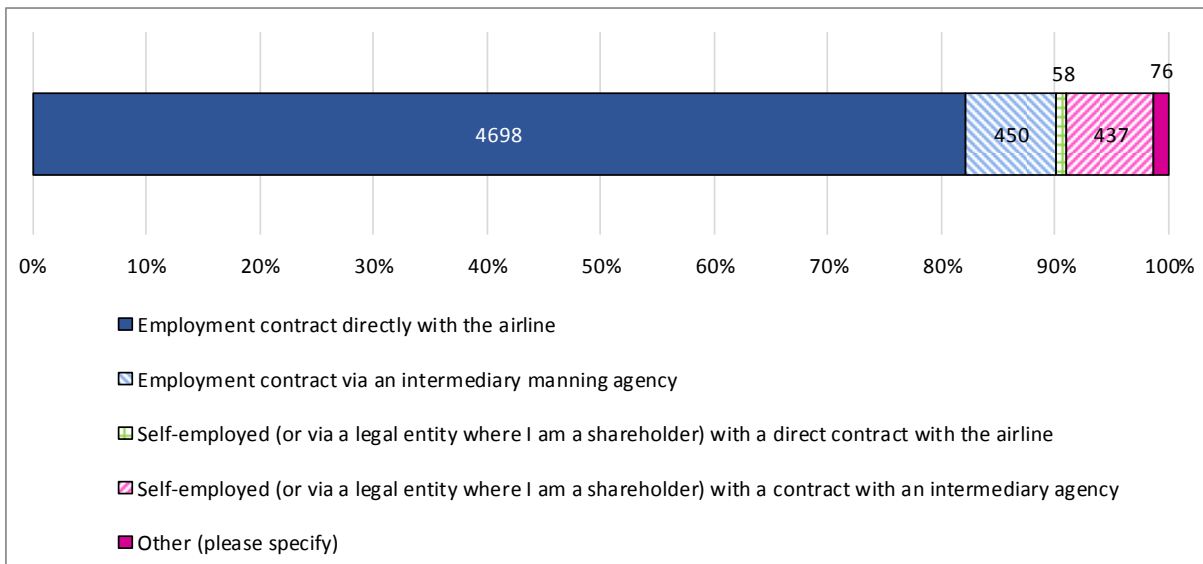 58 76
4698 450 437
0% 10% 20% 30% 40% 50% 60% 70% 80% 90% 100%
Employment contract directly with the airline
Employment contract via an intermediary manning agency
Self-employed (or via a legal entity where I am a shareholder) with a direct contract with the airline
Self-employed (or via a legal entity where I am a shareholder) with a contract with an intermediary agency
Other (please specify)